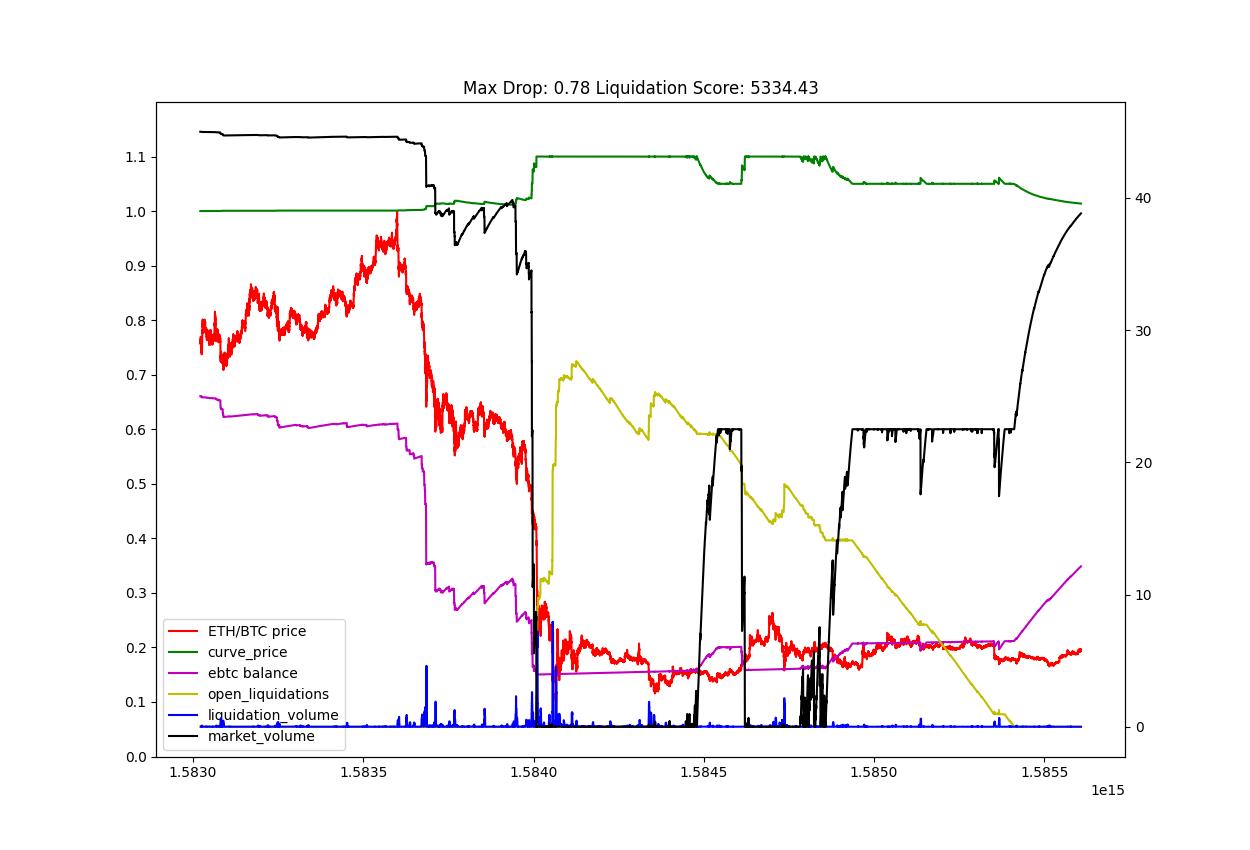 Max Drop: 0.78 Liquidation Score: 5334.43
1.1
1.0
0.9
0.8
0.7
0.6
0.5
0.4
0.3
0.2
0.1
0.0
40
30
20
10
0
ETH/BTC price
curve_price
ebtc balance
open_liquidations
liquidation_volume
market_volume
1.5830 1.5835 1.5840 1.5845 1.5850 1.5855
1e15